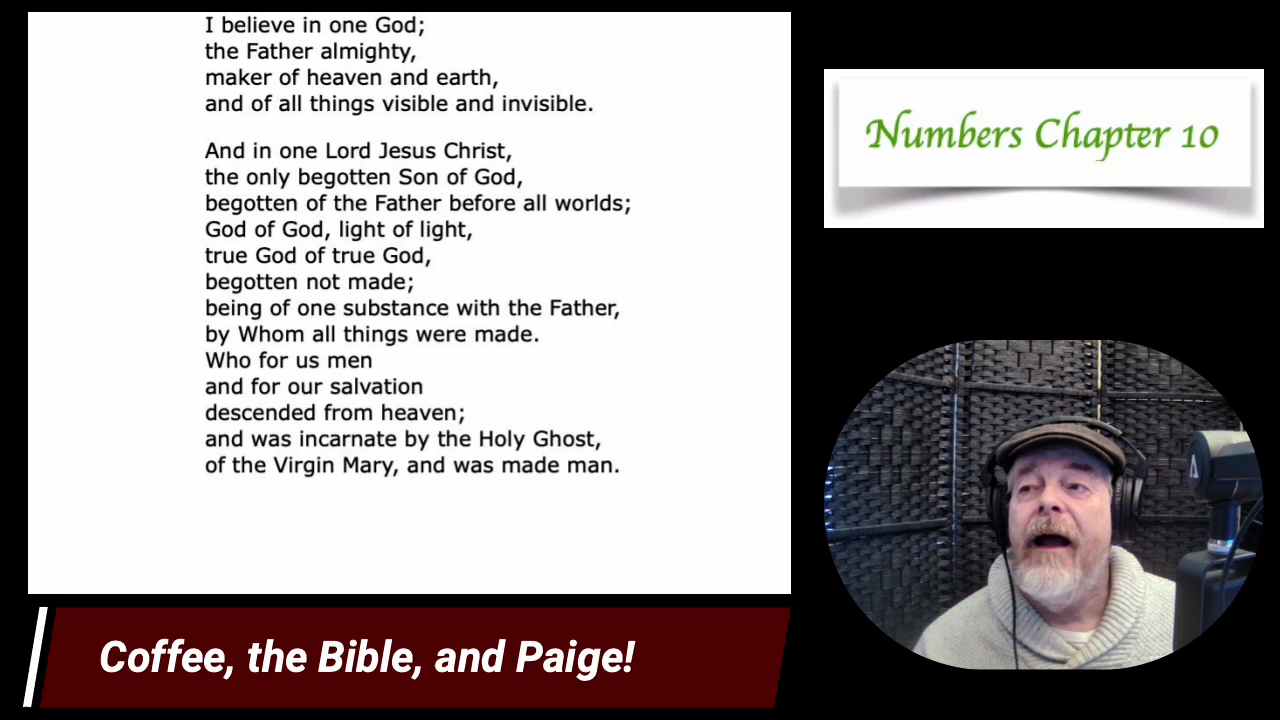 I believe in one God;
the Father almighty,
maker of heaven and earth,
and of all things visible and invisible.
And in one Lord Jesus Christ,
the only begotten Son of God,
begotten of the Father before all worlds;
God of God, light of light,
true God of true God,
begotten not made;
being of one substance with the Father,
by Whom all things were made.
Who for us men
and for our salvation
descended from heaven;
and was incarnate by the Holy Ghost,
of the Virgin Mary, and was made man.
Numbers Chapter 10
Coffee, the Bible, and Paige!